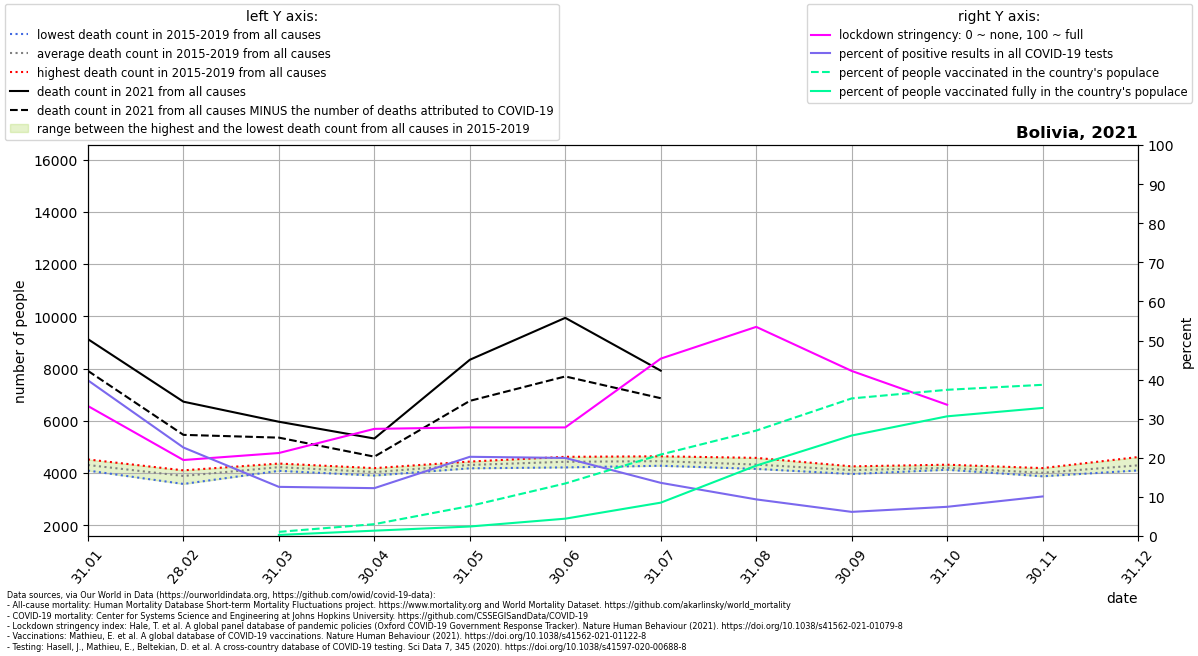 left Y axis:
lowest death count in 2015-2019 from all causes
average death count in 2015-2019 from all causes
highest death count in 2015-2019 from all causes
death count in 2021 from all causes
death count in 2021 from all causes MINUS the number of deaths attributed to COVID-19
range between the highest and the lowest death count from all causes in 2015-2019
right Y axis:
lockdown stringency: 0 ~ none, 100 ~ full
percent of positive results in all COVID-19 tests
percent of people vaccinated in the country's populace
percent of people vaccinated fully in the country's populace
Bolivia, 2021
number of people
16000
14000
12000
10000
8000
6000
4000
2000
100
90
80
70
60
50
40
30
20
10
0
percent
31.01
28.02
31.03
30.04
31.05
30.06
31.07
31.08
30.09
31.10
30.11
31.12
date
Data sources, via Our World in Data (https://ourworldindata.org, https://github.com/owid/covid-19-data):
- All-cause mortality: Human Mortality Database Short-term Mortality Fluctuations project. https://www.mortality.org and World Mortality Dataset. https://github.com/akarlinsky/world_mortality
- COVID-19 mortality: Center for Systems Science and Engineering at Johns Hopkins University. https://github.com/CSSEGISandData/COVID-19
- Lockdown stringency index: Hale, T. et al. A global panel database of pandemic policies (Oxford COVID-19 Government Response Tracker). Nature Human Behaviour (2021). https://doi.org/10.1038/s41562-021-01079-8
- Vaccinations: Mathieu, E. et al. A global database of COVID-19 vaccinations. Nature Human Behaviour (2021). https://doi.org/10.1038/s41562-021-01122-8
- Testing: Hasell, J., Mathieu, E., Beltekian, D. et al. A cross-country database of COVID-19 testing. Sci Data 7, 345 (2020). https://doi.org/10.1038/s41597-020-00688-8